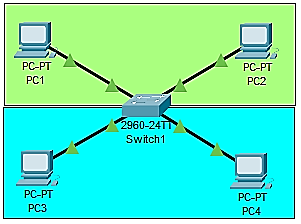 PC-PT
PC1
PC-PT
PC2
2960-24TT
Switch1
PC-PT
PC3
PC-PT
PC4